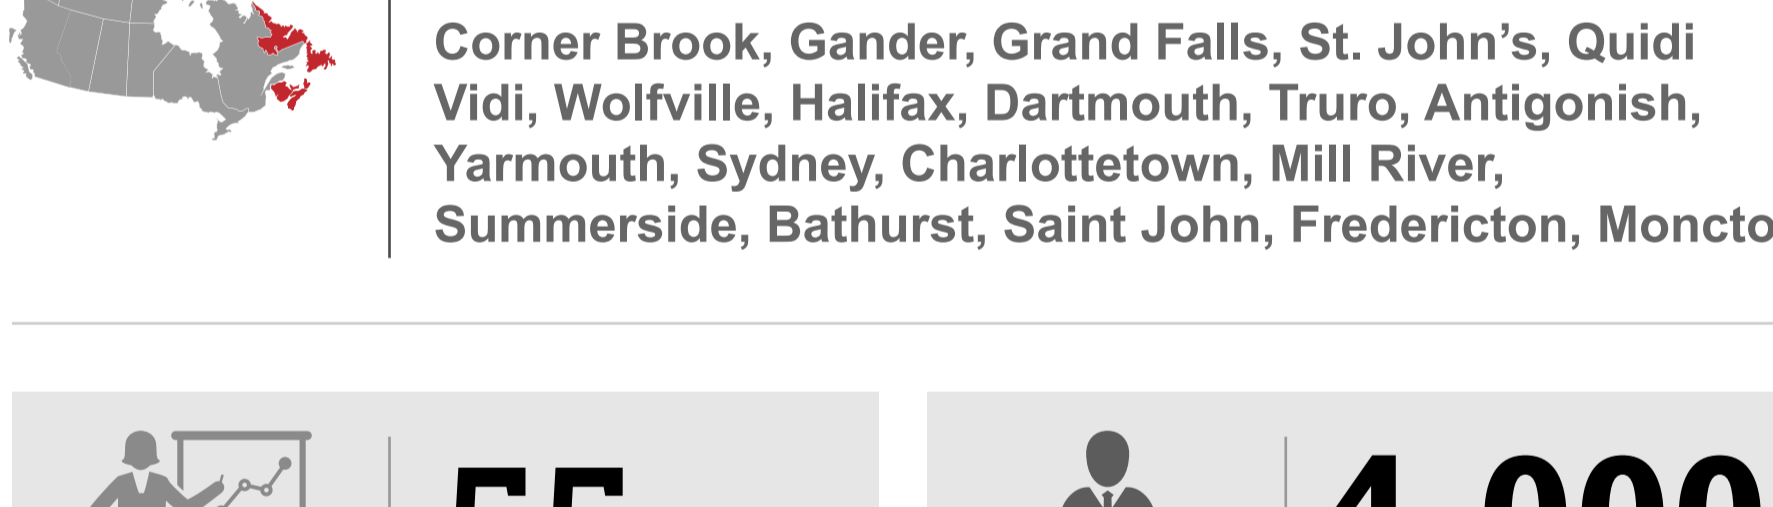 Corner Brook, Gander, Grand Falls, St. John’s, Quidi
Vidi, Wolfville, Halifax, Dartmouth, Truro, Antigonish,
Yarmouth, Sydney, Charlottetown, Mill River,
Summerside, Bathurst, Saint John, Fredericton, Moncto